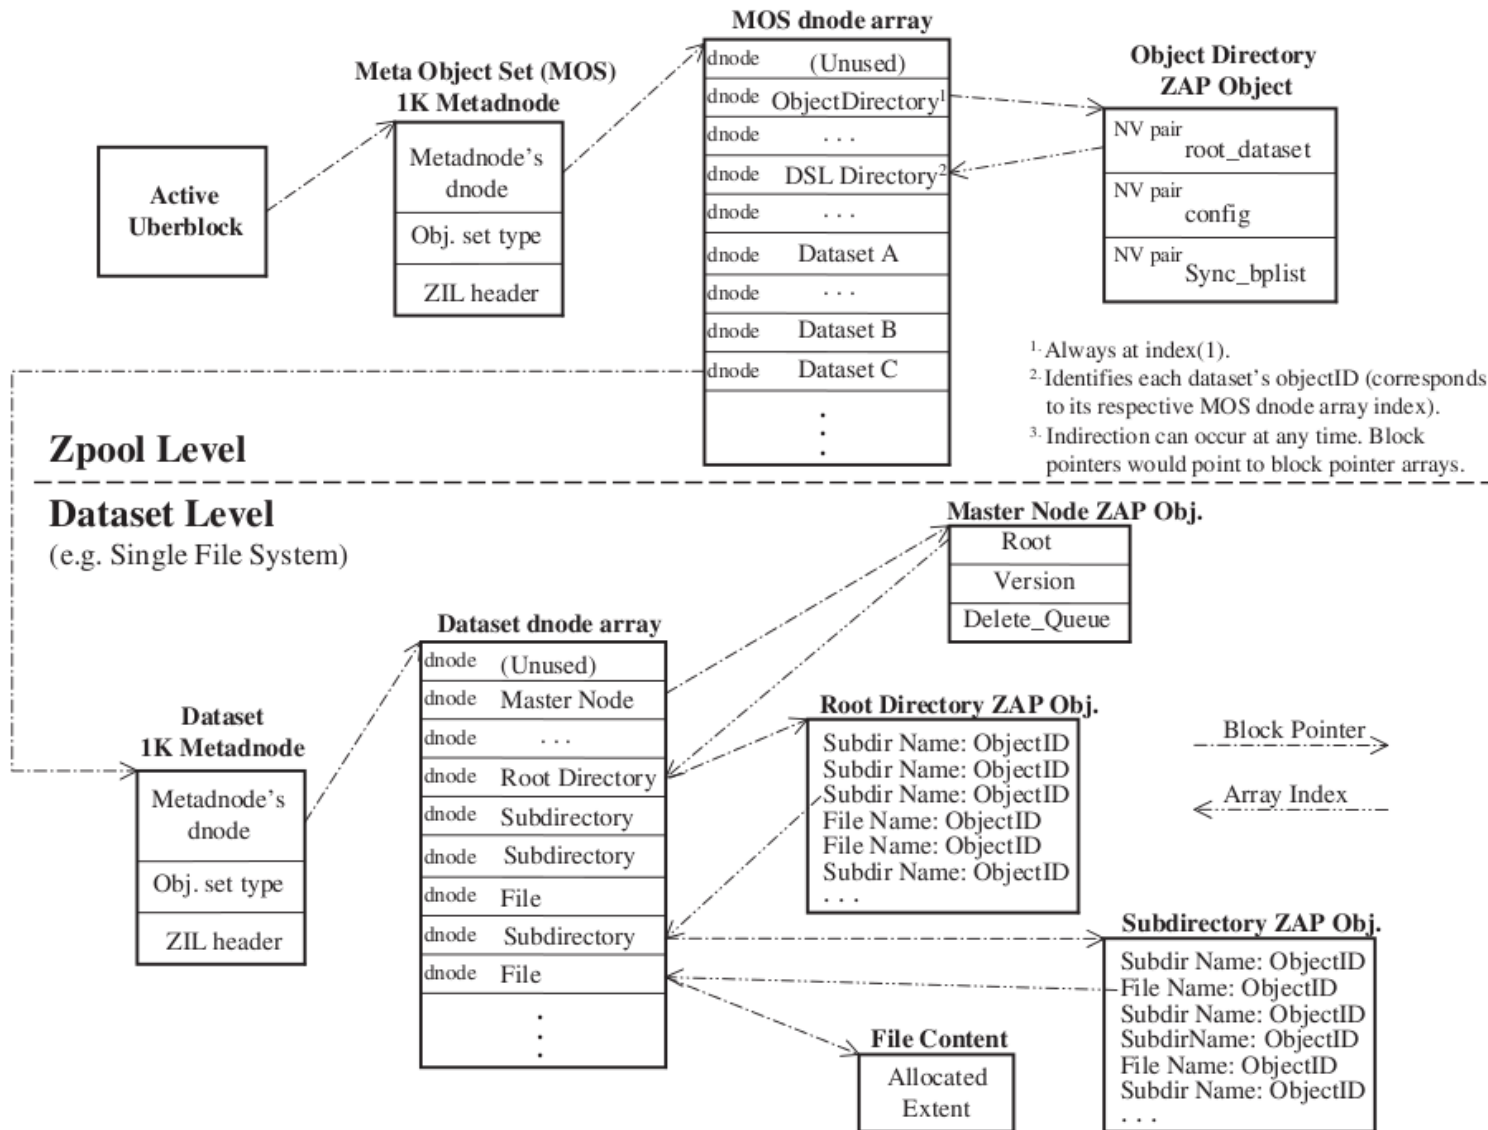 MOS dnode array
dnode (Unused)
dnode ObjectDirectory1
dnode . . .
dnode DSL Directory2
dnode . . .
dnode Dataset A
dnode . . .
dnode Dataset B
dnode Dataset C
.
.
.
Meta Object Set (MOS)
1K Metadnode
Metadnode's
dnode
Obj. set type
ZIL header
Active
Uberblock
Object Directory
ZAP Object
NV pair
root_dataset
NV pair
config
NV pair
Sync_bplist
1. Always at index(1).
2. Identifies each dataset's objectID (corresponds
to its respective MOS dnode array index).
3. Indirection can occur at any time. Block
pointers would point to block pointer arrays.
Zpool Level
Dataset Level
(e.g. Single File System)
Master Node ZAP Obj.
Root
Version
Delete_Queue
Dataset dnode array
dnode (Unused)
dnode Master Node
dnode . . .
dnode Root Directory
dnode Subdirectory
dnode Subdirectory
dnode File
dnode Subdirectory
dnode File
.
.
.
Dataset
1K Metadnode
Metadnode's
dnode
Obj. set type
ZIL header
Root Directory ZAP Obj.
Subdir Name: ObjectID
Subdir Name: ObjectID
Subdir Name: ObjectID
File Name: ObjectID
File Name: ObjectID
Subdir Name: ObjectID
. . .
Block Pointer
Array Index
Subdirectory ZAP Obj.
Subdir Name: ObjectID
File Name: ObjectID
Subdir Name: ObjectID
SubdirName: ObjectID
File Name: ObjectID
Subdir Name: ObjectID
. . .
File Content
Allocated
Extent